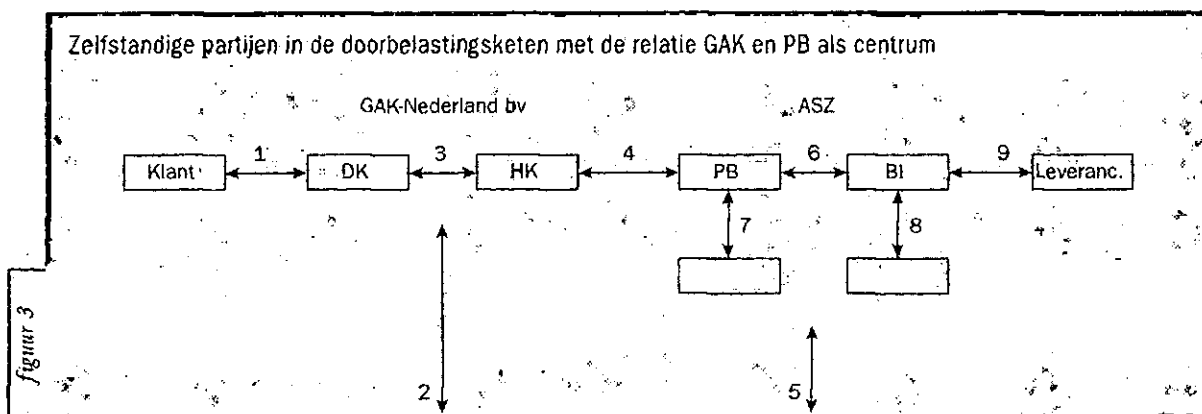 Zelfstandige partijen in de doorbelastingsketen met de relatie GAK en PB als centrum
GAK-Nederland bv ASZ
1 3 4 6 9
Klant DK HK PB BI Leveranc.
7 8
2 5
figuur 3